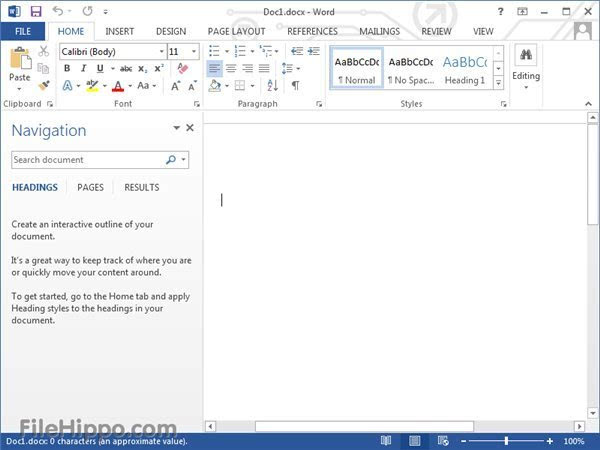 Doc1.docx - Word
FILE HOME INSERT DESIGN PAGE LAYOUT REFERENCES MAILINGS REVIEW VIEW
Calibri (Body) 11
AaBbCcDc AaBbCcDc AaBbCc
Paste
B I U abc X₂ X²
¶ Normal ¶ No Spac... Heading 1
Editing
A A Aa A A
Clipboard Font Paragraph Styles
Navigation
Search document
HEADINGS PAGES RESULTS
Create an interactive outline of your
document.
It's a great way to keep track of where you are
or quickly move your content around.
To get started, go to the Home tab and apply
Heading styles to the headings in your
document.
FileHippo.com
Doc1.docx: 0 characters (an approximate value).
100%